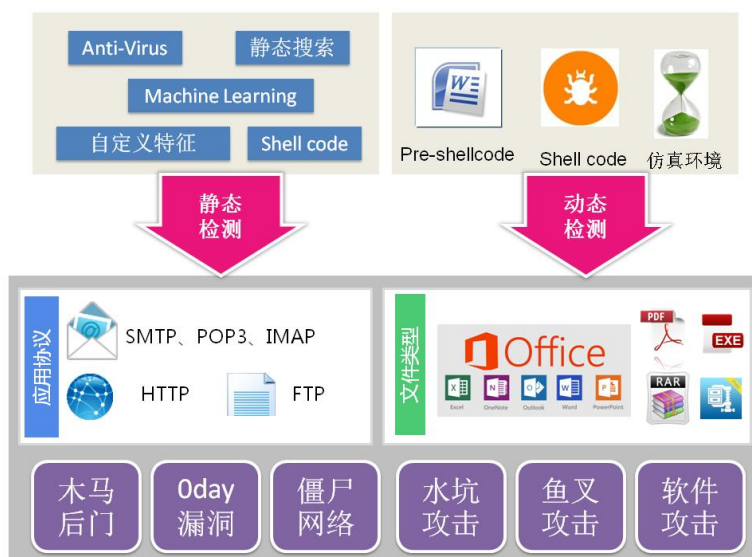 Anti-Virus
静态搜索
Machine Learning
自定义特征
Shell code
Pre-shellcode
Shell code
仿真环境
静态
检测
动态
检测
应用协议
SMTP、POP3、IMAP
HTTP
FTP
文件类型
Office
Excel
OneNote
Outlook
Word
PowerPoint
PDF
EXE
RAR
木马
后门
0day
漏洞
僵尸
网络
水坑
攻击
鱼叉
攻击
软件
攻击